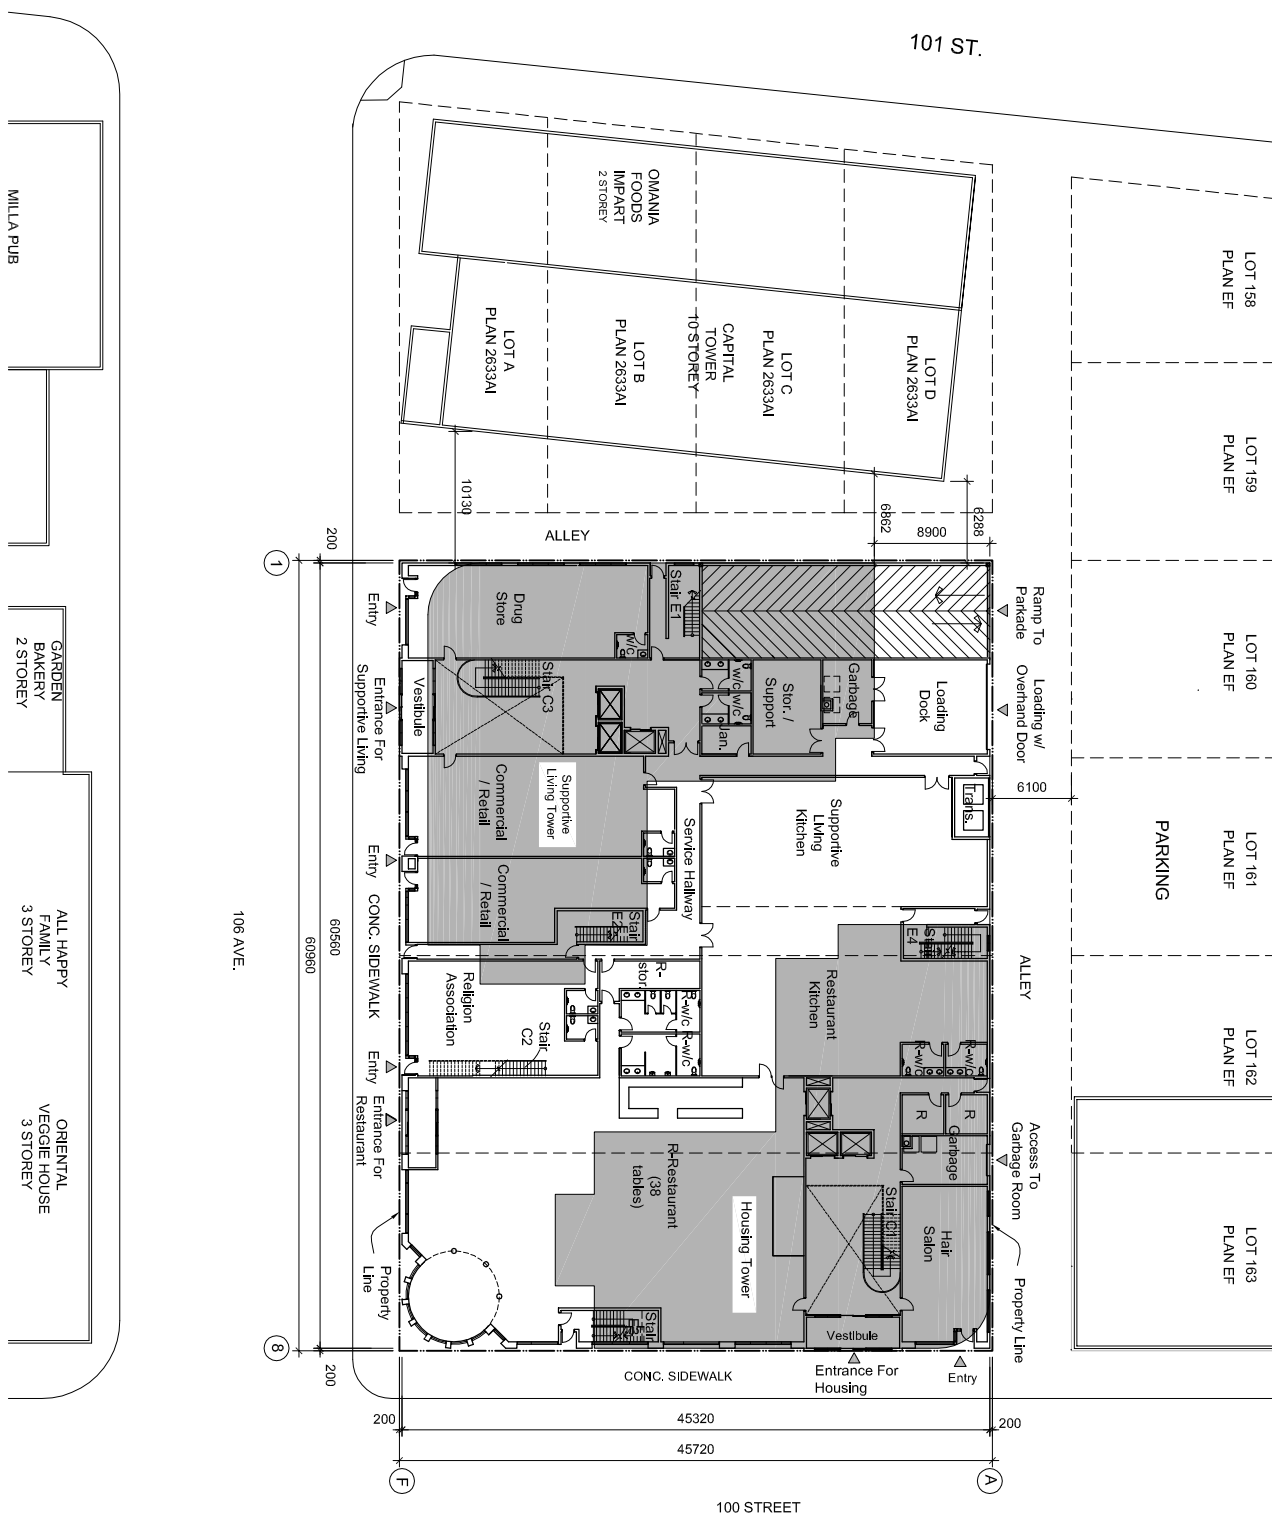 101 ST.
MILLA PUB
OMANIA
FOODS
IMPART
2 STOREY
LOT A
PLAN 2633AI
LOT B
PLAN 2633AI
CAPITAL
TOWER
10 STOREY
LOT C
PLAN 2633AI
LOT D
PLAN 2633AI
LOT 158
PLAN EF
LOT 159
PLAN EF
LOT 160
PLAN EF
LOT 161
PLAN EF
LOT 162
PLAN EF
LOT 163
PLAN EF
PARKING
10130
6862
8900
6288
ALLEY
200
1
Entry
Drug
Store
w/c
Stair E1
Ramp To
Parkade
GARDEN
BAKERY
2 STOREY
Entrance For
Supportive Living
Vestibule
Stair C3
w/c
w/c
Jan.
Stor. /
Support
Garbage
Loading
Dock
Loading w/
Overhand Door
6100
Commercial
/ Retail
Supportive
Living Tower
Service Hallway
Supportive
Living
Kitchen
Trans.
Entry
Commercial
/ Retail
Stair
E2
Stair
E4
CONC. SIDEWALK
106 AVE.
60560
60960
ALL HAPPY
FAMILY
3 STOREY
ORIENTAL
VEGGIE HOUSE
3 STOREY
ALLEY
Religion
Association
Stair
C2
R-
stor.
R-w/c
R-w/c
Restaurant
Kitchen
R-w/c
R-w/c
Entry
Entrance For
Restaurant
R
R
Garbage
Access To
Garbage Room
R-Restaurant
(38
tables)
Housing Tower
Stair C1
Hair
Salon
Property
Line
Property Line
Stair
Vestibule
8
200
CONC. SIDEWALK
Entrance For
Housing
Entry
200
45320
200
45720
F
A
100 STREET